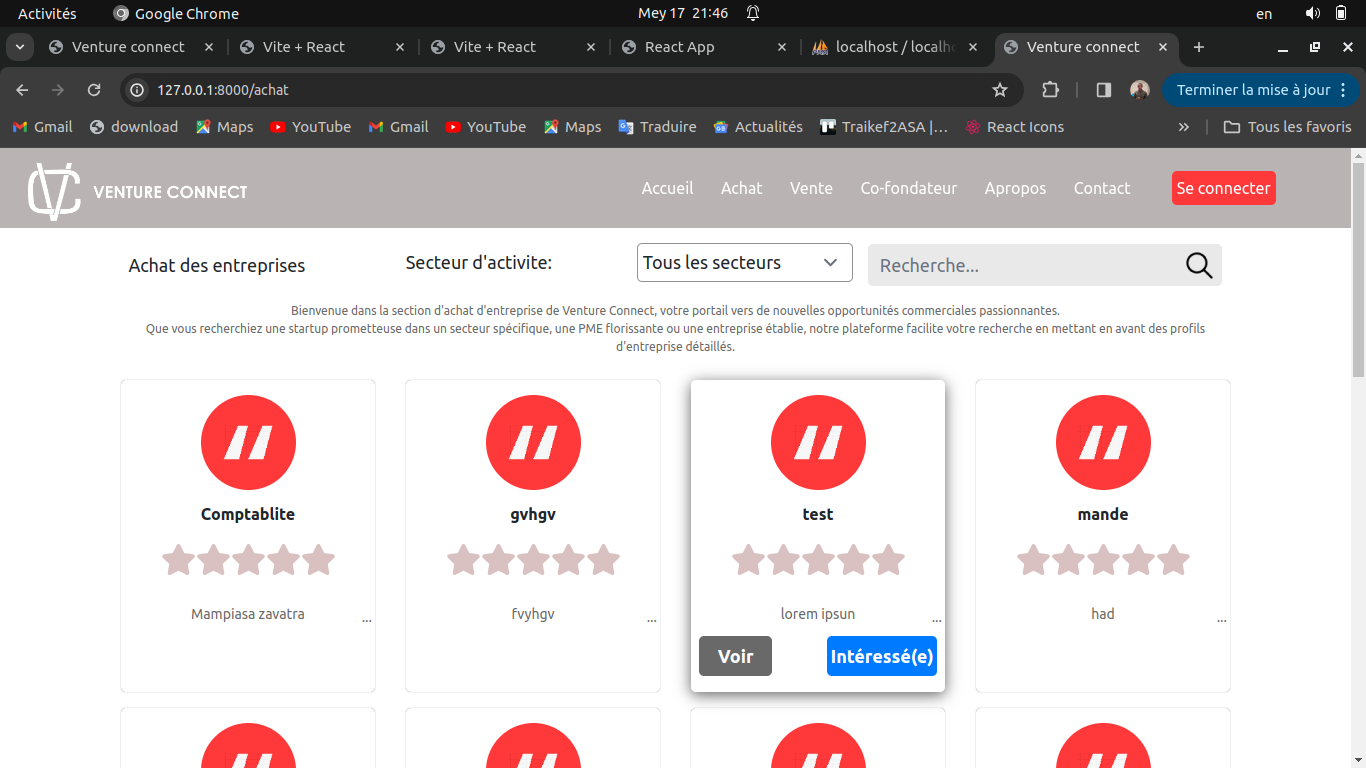 Activités
Google Chrome
Mey 17 21:46
en
Venture connect
Vite + React
Vite + React
React App
localhost / localh
Venture connect
127.0.0.1:8000/achat
Terminer la mise à jour
Gmail
download
Maps
YouTube
Gmail
YouTube
Maps
Traduire
Actualités
Traikef2ASA |...
React Icons
»
Tous les favoris
VC VENTURE CONNECT
Accueil
Achat
Vente
Co-fondateur
Apropos
Contact
Se connecter
Achat des entreprises
Secteur d'activite:
Tous les secteurs
Recherche...
Bienvenue dans la section d'achat d'entreprise de Venture Connect, votre portail vers de nouvelles opportunités commerciales passionnantes.
Que vous recherchiez une startup prometteuse dans un secteur spécifique, une PME florissante ou une entreprise établie, notre plateforme facilite votre recherche en mettant en avant des profils
d'entreprise détaillés.
Comptablite
gvhgv
test
mande
Mampiasa zavatra
...
fvyhgv
...
lorem ipsun
...
had
...
Voir
Intéressé(e)